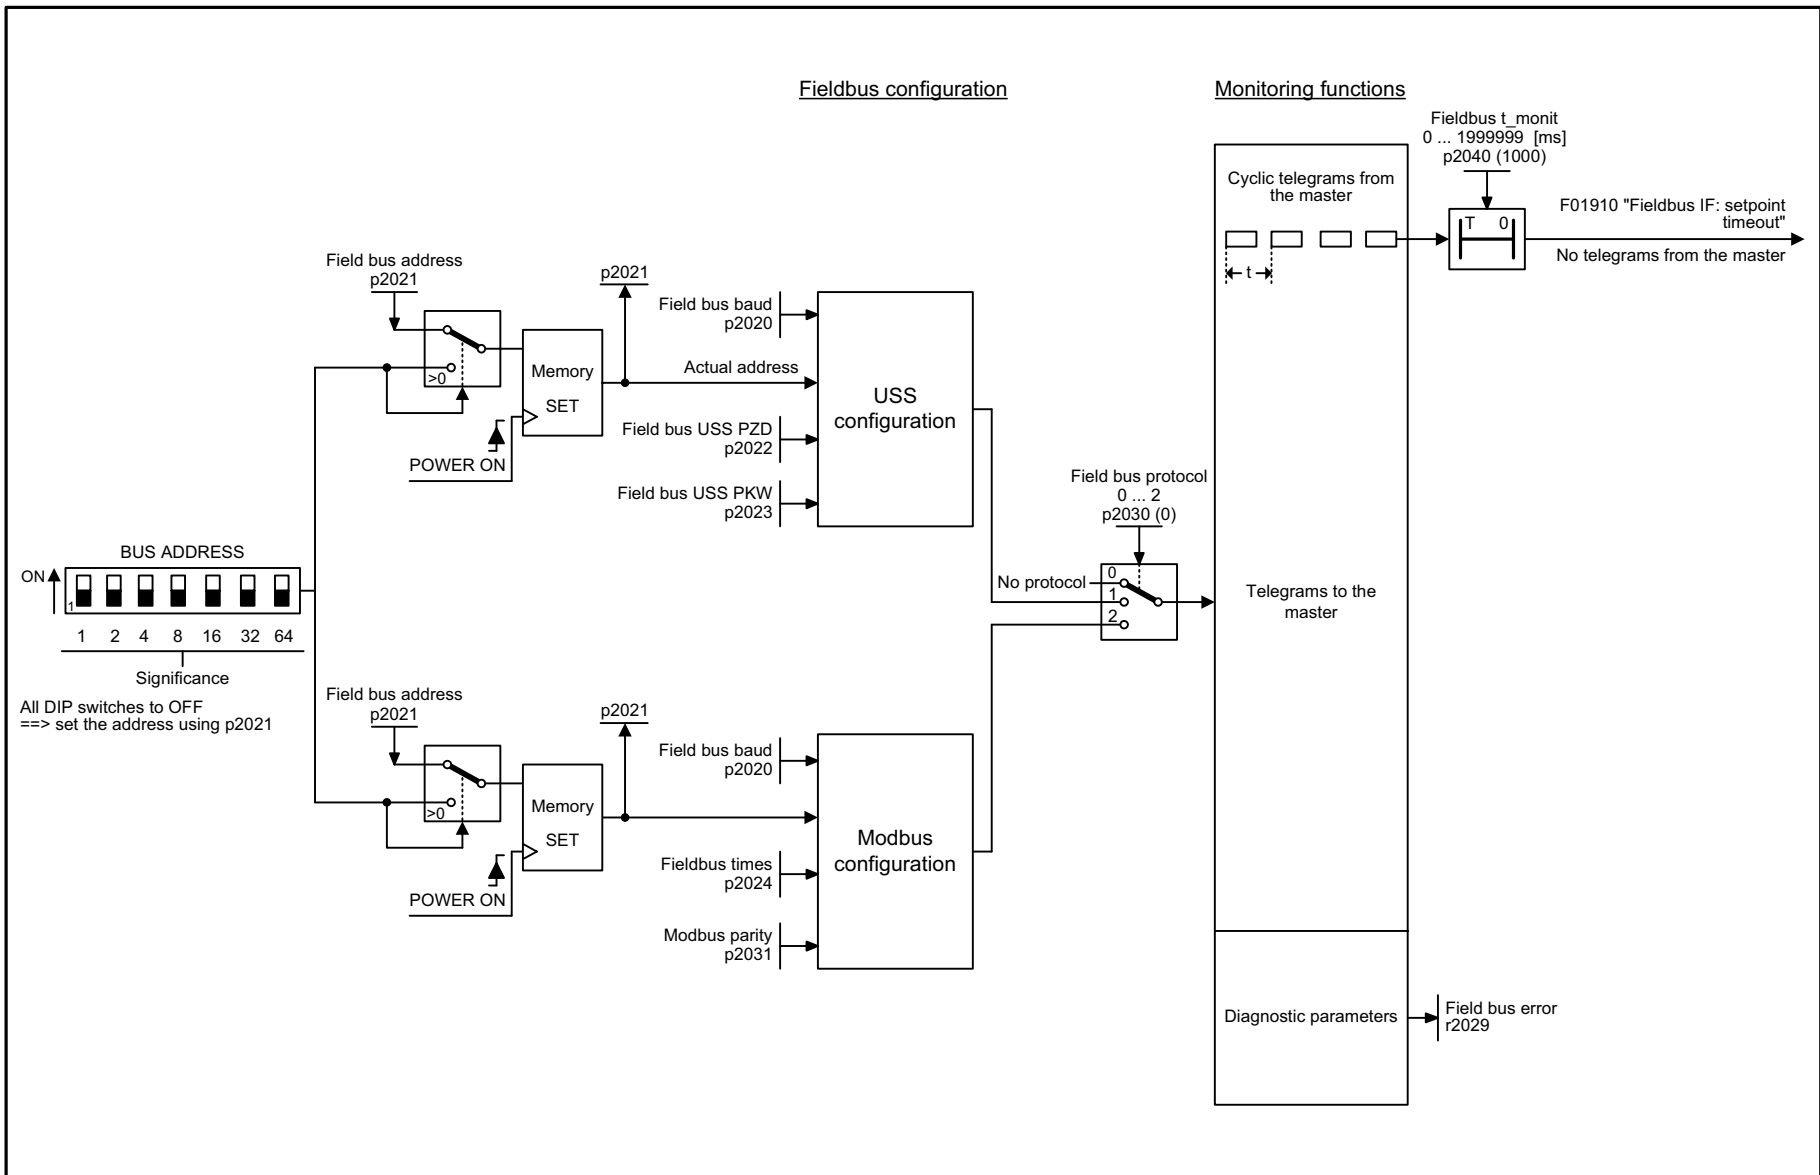 Fieldbus configuration
Monitoring functions
Fieldbus t_monit
0 ... 1999999 [ms]
p2040 (1000)
Cyclic telegrams from
the master
T 0
F01910 "Fieldbus IF: setpoint
timeout"
No telegrams from the master
t
Field bus address
p2021
p2021
Field bus baud
p2020
>0
Memory
SET
POWER ON
Actual address
USS
configuration
Field bus USS PZD
p2022
Field bus USS PKW
p2023
Field bus protocol
0 ... 2
p2030 (0)
No protocol
0
1
2
Telegrams to the
master
BUS ADDRESS
ON
1
1 2 4 8 16 32 64
Significance
All DIP switches to OFF
==> set the address using p2021
Field bus address
p2021
p2021
Field bus baud
p2020
>0
Memory
SET
POWER ON
Modbus
configuration
Fieldbus times
p2024
Modbus parity
p2031
Diagnostic parameters
Field bus error
r2029